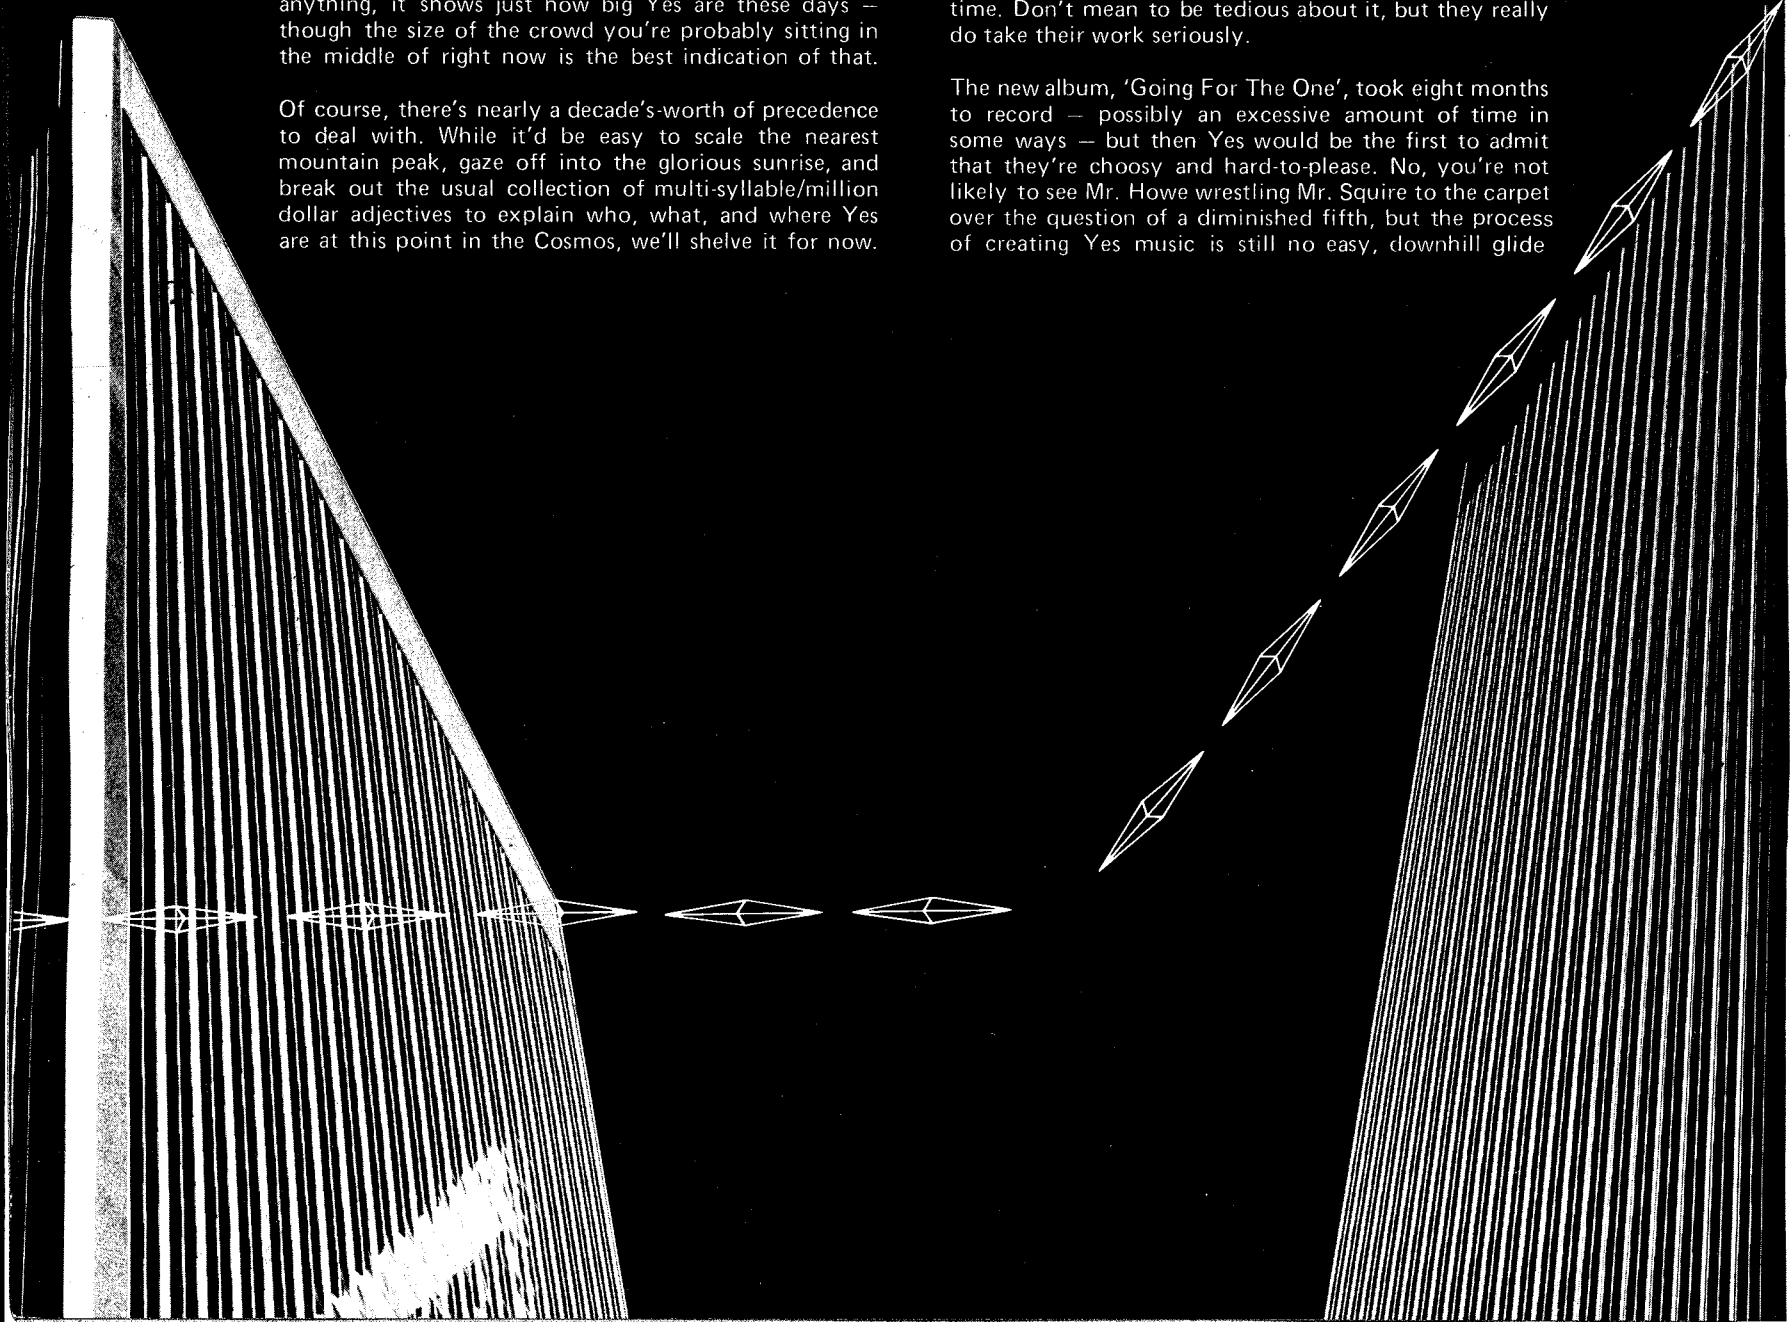 anything, it shows just how big Yes are these days —
though the size of the crowd you're probably sitting in
the middle of right now is the best indication of that.
Of course, there's nearly a decade's-worth of precedence
to deal with. While it'd be easy to scale the nearest
mountain peak, gaze off into the glorious sunrise, and
break out the usual collection of multi-syllable/million
dollar adjectives to explain who, what, and where Yes
are at this point in the Cosmos, we'll shelve it for now.
time. Don't mean to be tedious about it, but they really
do take their work seriously.
The new album, 'Going For The One', took eight months
to record — possibly an excessive amount of time in
some ways — but then Yes would be the first to admit
that they're choosy and hard-to-please. No, you're not
likely to see Mr. Howe wrestling Mr. Squire to the carpet
over the question of a diminished fifth, but the process
of creating Yes music is still no easy, downhill glide